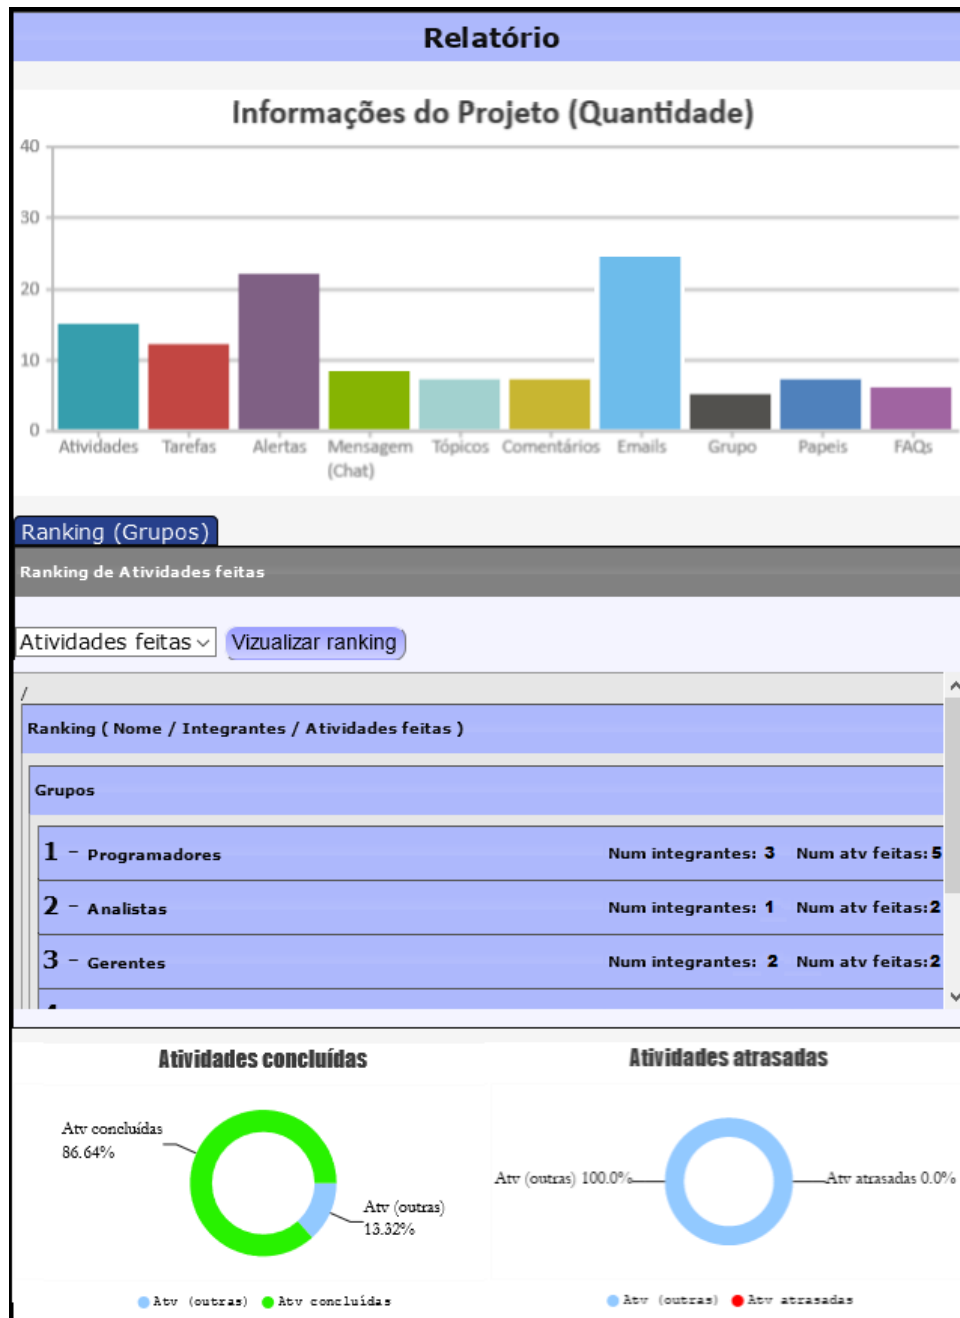 Relatório
Informações do Projeto (Quantidade)
40
30
20
10
0
Atividades Tarefas Alertas Mensagem (Chat) Tópicos Comentários Emails Grupo Papeis FAQs
Ranking (Grupos)
Ranking de Atividades feitas
Atividades feitas Vizualizar ranking
/
Ranking ( Nome / Integrantes / Atividades feitas )
Grupos
1 - Programadores Num integrantes: 3 Num atv feitas: 5
2 - Analistas Num integrantes: 1 Num atv feitas:2
3 - Gerentes Num integrantes: 2 Num atv feitas:2
Atividades concluídas
Atv concluídas
86.64%
Atv (outras)
13.32%
Atv (outras) Atv concluídas
Atividades atrasadas
Atv (outras) 100.0% Atv atrasadas 0.0%
Atv (outras) Atv atrasadas